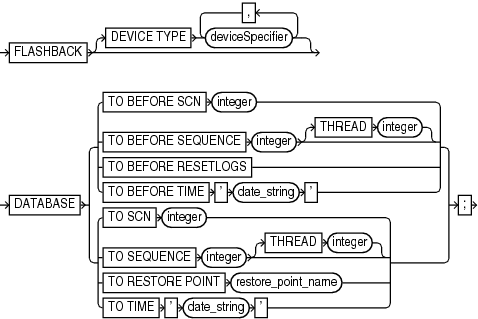 ,
DEVICE TYPE deviceSpecifier
FLASHBACK
TO BEFORE SCN integer
THREAD integer
TO BEFORE SEQUENCE integer
TO BEFORE RESETLOGS
TO BEFORE TIME ' date_string '
DATABASE ;
TO SCN integer
THREAD integer
TO SEQUENCE integer
TO RESTORE POINT restore_point_name
TO TIME ' date_string '